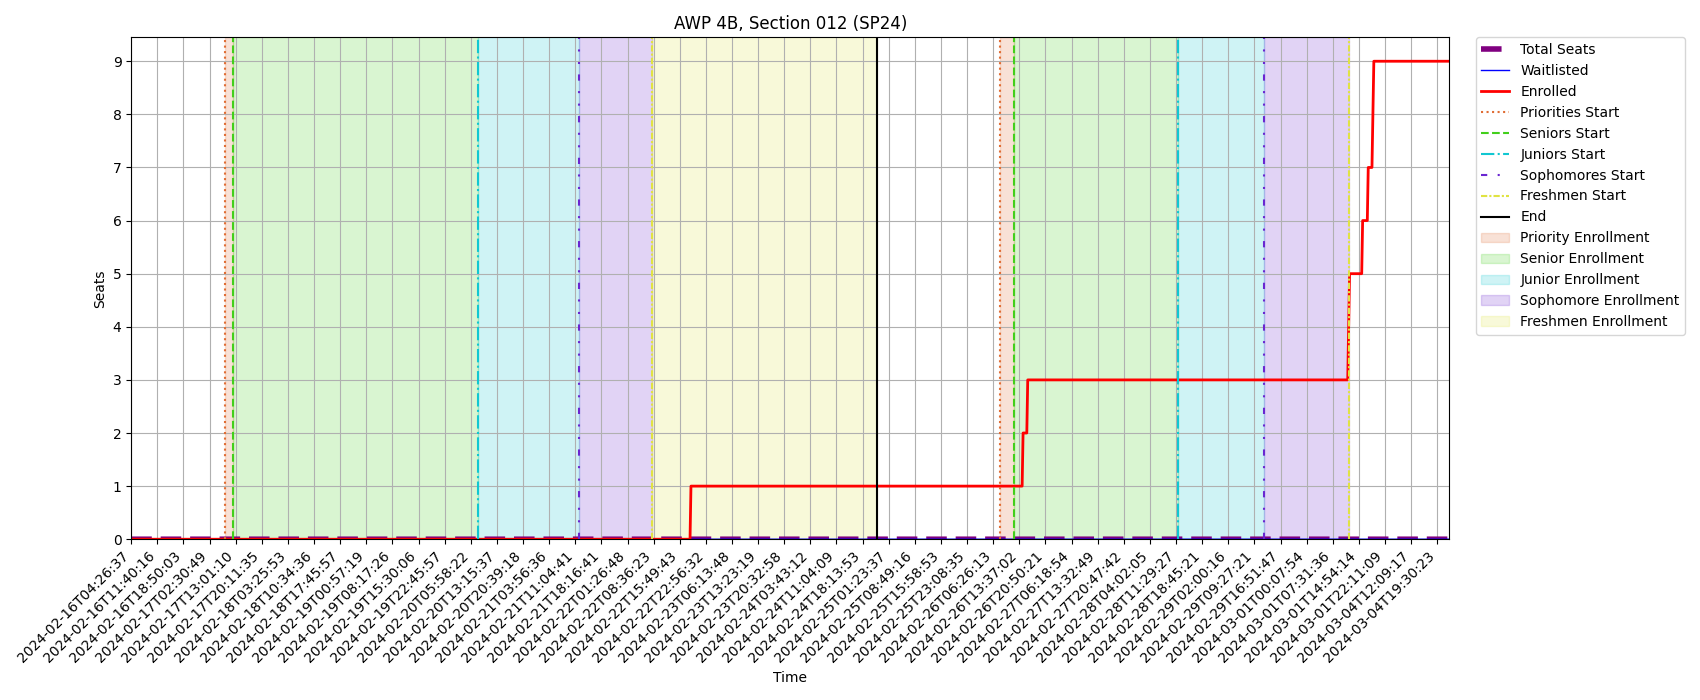 AWP 4B, Section 012 (SP24)
Seats
9
8
7
6
5
4
3
2
1
0
2024-02-16T04:26:37
2024-02-16T11:40:16
2024-02-16T18:50:03
2024-02-17T02:30:49
2024-02-17T13:01:10
2024-02-17T20:11:35
2024-02-18T03:25:53
2024-02-18T10:34:36
2024-02-18T17:45:57
2024-02-19T00:57:19
2024-02-19T08:17:26
2024-02-19T15:30:06
2024-02-19T22:45:57
2024-02-20T05:58:22
2024-02-20T13:15:37
2024-02-20T20:39:18
2024-02-21T03:56:36
2024-02-21T11:04:41
2024-02-21T18:16:41
2024-02-22T01:26:48
2024-02-22T08:36:23
2024-02-22T15:49:43
2024-02-22T22:56:32
2024-02-23T06:13:48
2024-02-23T13:23:19
2024-02-23T20:32:58
2024-02-24T03:43:12
2024-02-24T11:04:09
2024-02-24T18:13:53
2024-02-25T01:23:37
2024-02-25T08:49:16
2024-02-25T15:58:53
2024-02-25T23:08:35
2024-02-26T06:26:13
2024-02-26T13:37:02
2024-02-26T20:50:21
2024-02-27T06:18:54
2024-02-27T13:32:49
2024-02-27T20:47:42
2024-02-28T04:02:05
2024-02-28T11:29:27
2024-02-28T18:45:21
2024-02-29T02:00:16
2024-02-29T09:27:21
2024-02-29T16:51:47
2024-03-01T00:07:54
2024-03-01T07:31:36
2024-03-01T14:54:14
2024-03-01T22:11:09
2024-03-04T12:09:17
2024-03-04T19:30:23
Time
Total Seats
Waitlisted
Enrolled
Priorities Start
Seniors Start
Juniors Start
Sophomores Start
Freshmen Start
End
Priority Enrollment
Senior Enrollment
Junior Enrollment
Sophomore Enrollment
Freshmen Enrollment